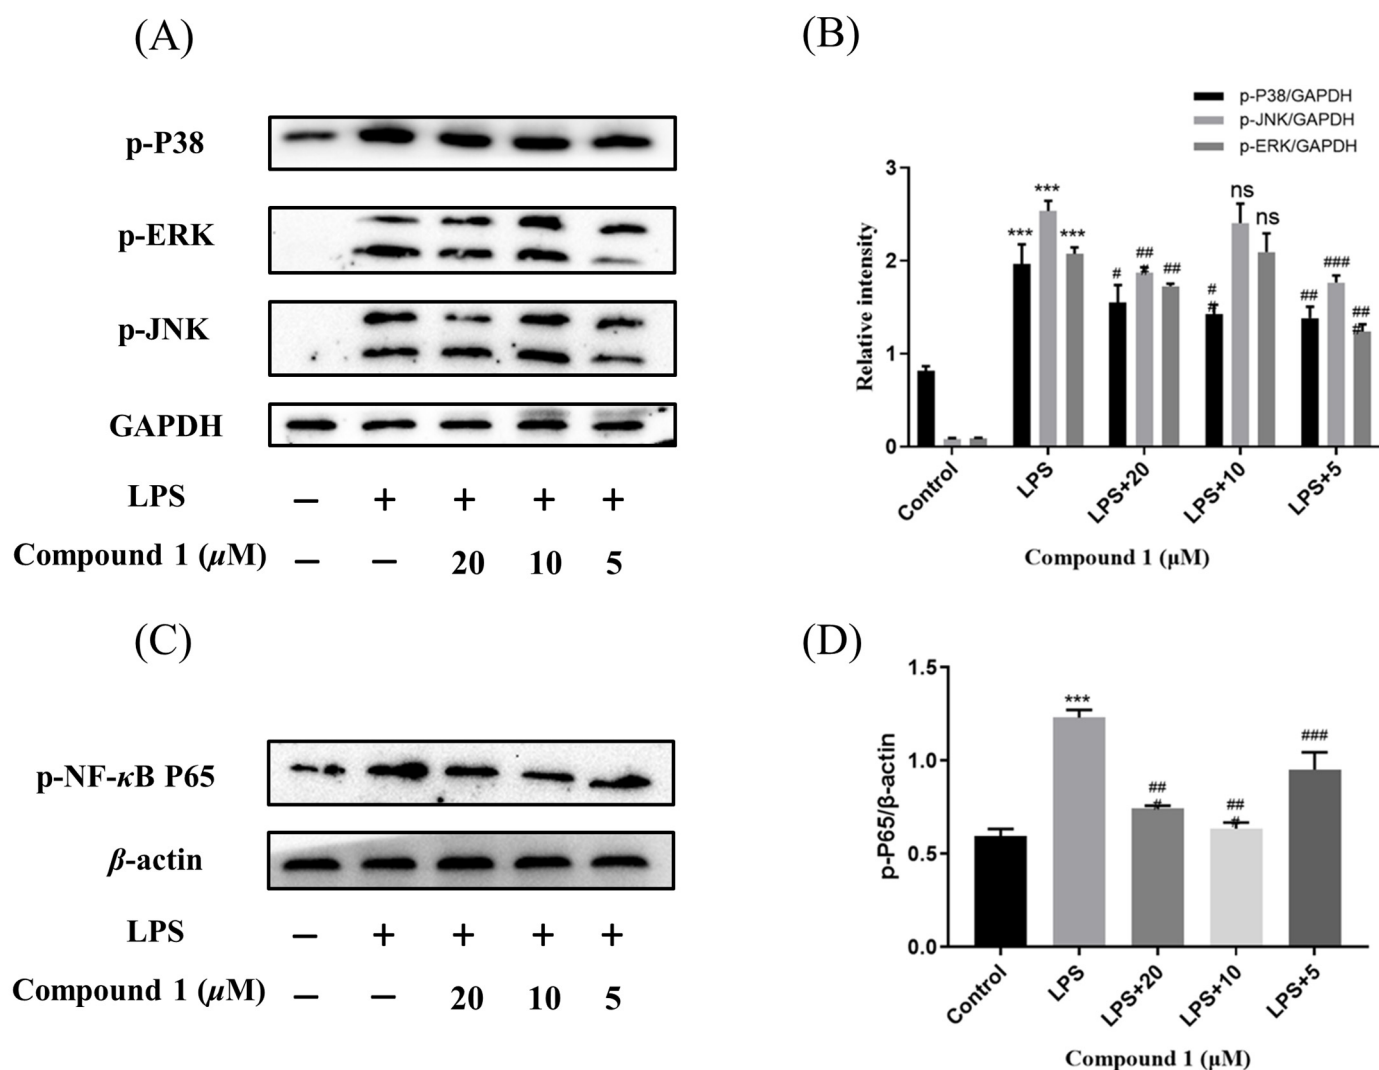 (A)
p-P38
p-ERK
p-JNK
GAPDH
LPS – + + + +
Compound 1 (μM) – – 20 10 5
(B)
p-P38/GAPDH
p-JNK/GAPDH
p-ERK/GAPDH
Relative intensity
3
2
1
0
*** *** ***
# ## # ##
# # ns ns
## ### ## #
Control LPS LPS+20 LPS+10 LPS+5
Compound 1 (μM)
(C)
p-NF-κB P65
β-actin
LPS – + + + +
Compound 1 (μM) – – 20 10 5
(D)
p-P65/β-actin
1.5
1.0
0.5
0.0
***
## #
## #
###
Control LPS LPS+20 LPS+10 LPS+5
Compound 1 (μM)